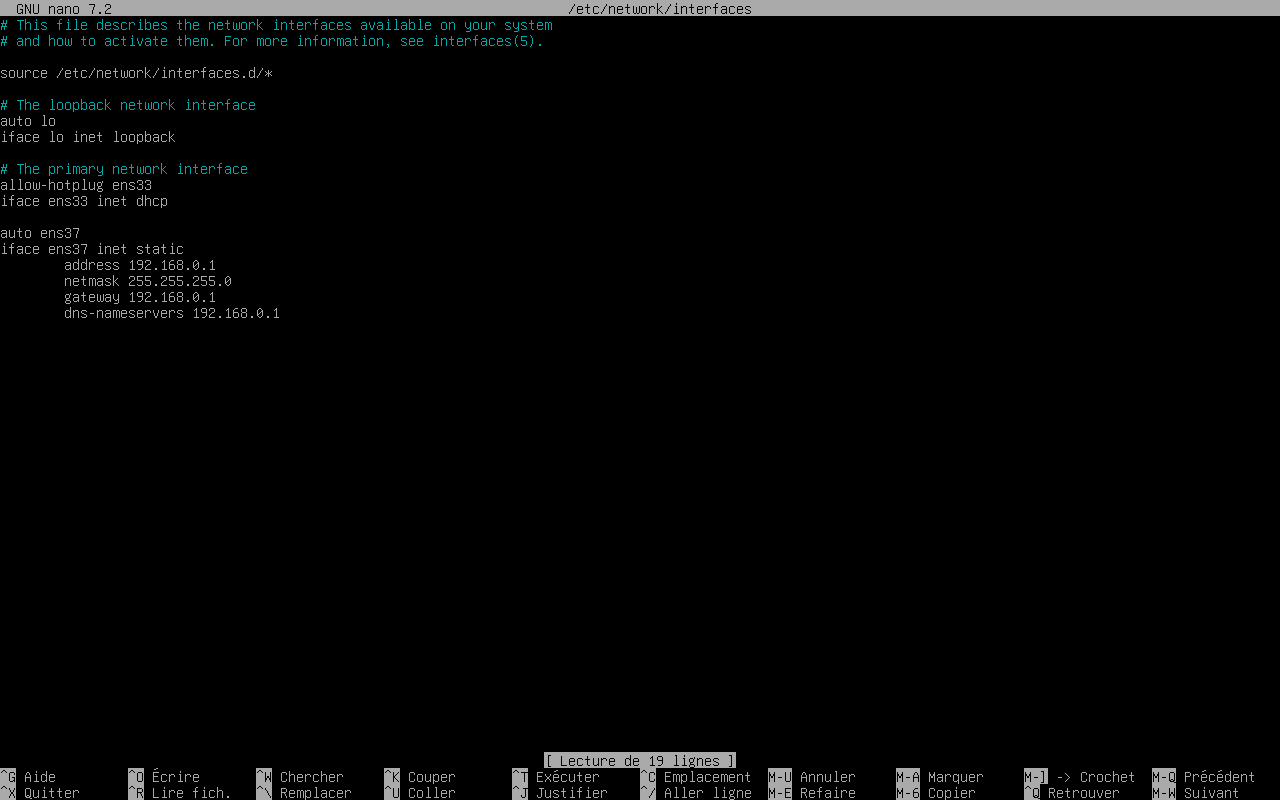 GNU nano 7.2 /etc/network/interfaces
# This file describes the network interfaces available on your system
# and how to activate them. For more information, see interfaces(5).
source /etc/network/interfaces.d/*
# The loopback network interface
auto lo
iface lo inet loopback
# The primary network interface
allow-hotplug ens33
iface ens33 inet dhcp
auto ens37
iface ens37 inet static
        address 192.168.0.1
        netmask 255.255.255.0
        gateway 192.168.0.1
        dns-nameservers 192.168.0.1
[ Lecture de 19 lignes ]
^G Aide ^O Écrire ^W Chercher ^K Couper ^T Exécuter ^C Emplacement M-U Annuler M-A Marquer M-] -> Crochet M-Q Précédent
^X Quitter ^R Lire fich. ^\ Remplacer ^U Coller ^J Justifier ^/ Aller ligne M-E Refaire M-6 Copier ^Q Retrouver M-W Suivant